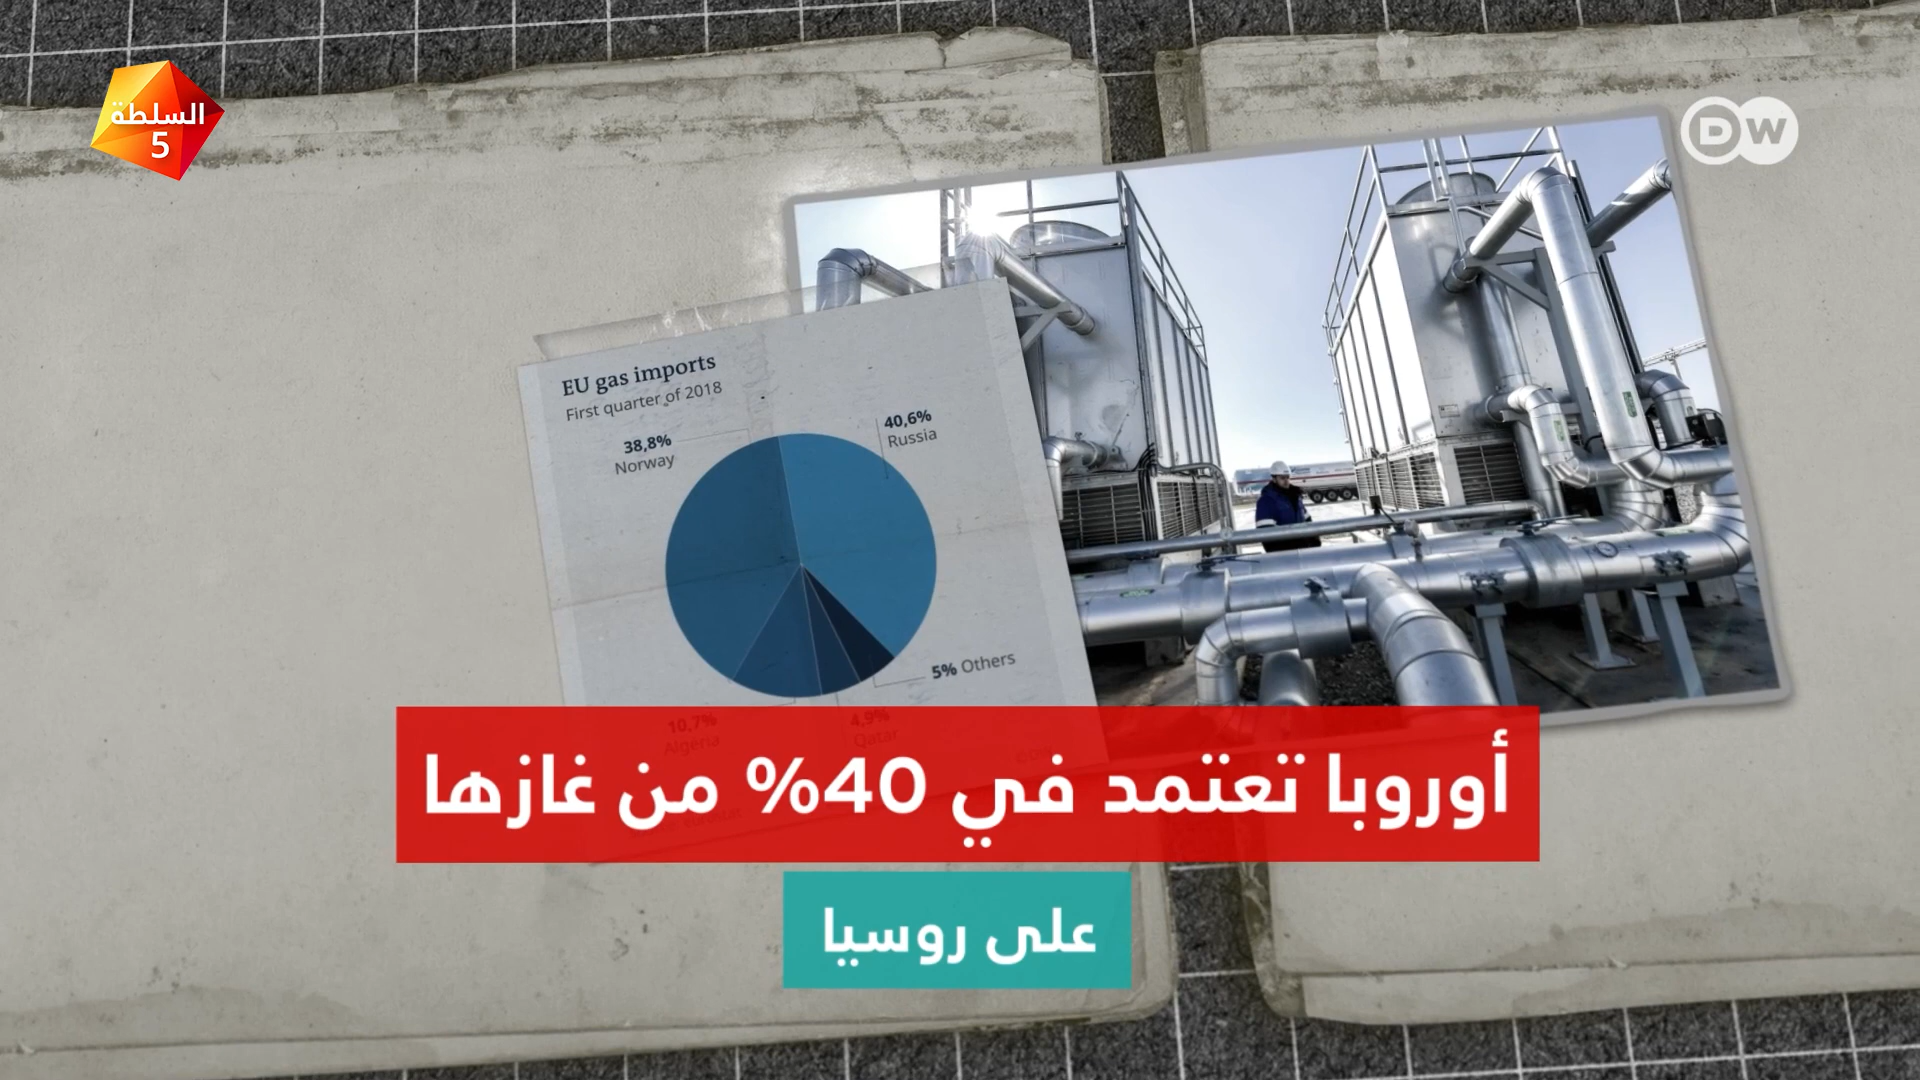 السلطة
5
DW
EU gas imports
First quarter of 2018
38,8%
Norway
40,6%
Russia
5% Others
10,7%
Algeria
4,9%
Qatar
أوروبا تعتمد في 40% من غازها
على روسيا